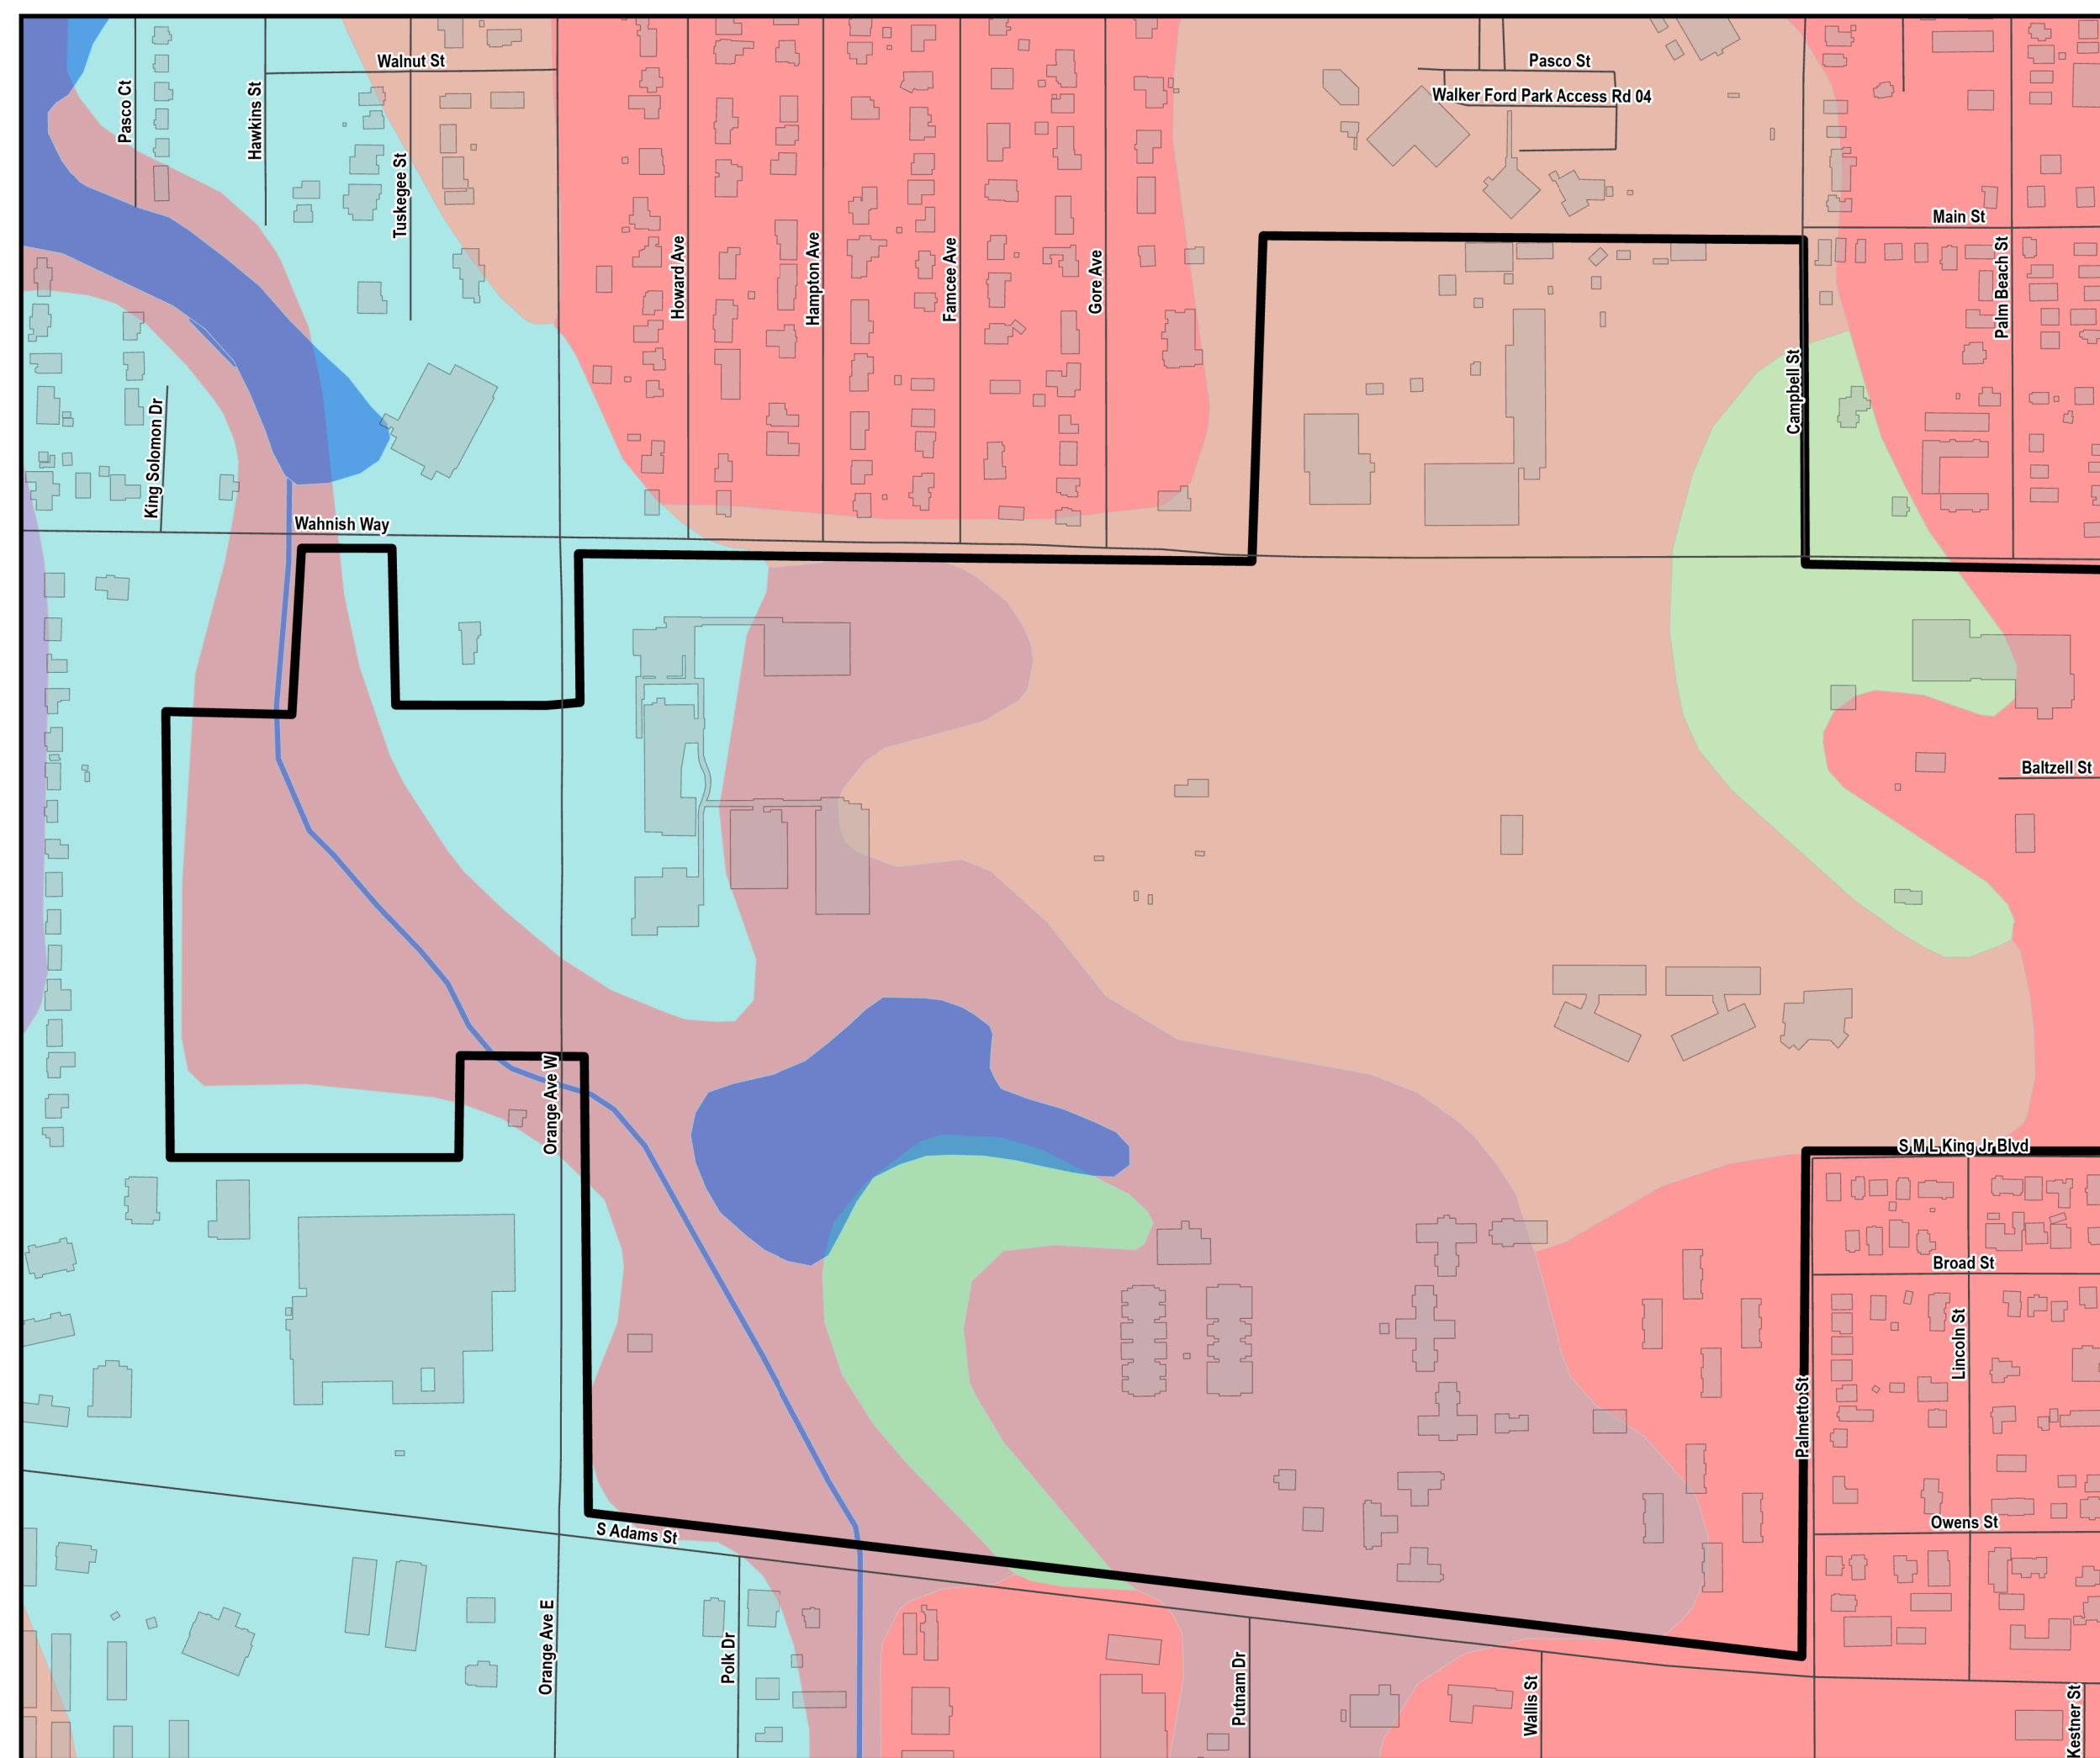 Walnut St
Pasco St
Walker Ford Park Access Rd 04
Pasco Ct
Hawkins St
Tuskegee St
Main St
Howard Ave
Hampton Ave
Famcee Ave
Gore Ave
Palm Beach St
Campbell St
King Solomon Dr
Wahnish Way
Baltzell St
Orange Ave W
S M L King Jr Blvd
Broad St
Lincoln St
Palmetto St
Owens St
S Adams St
Orange Ave E
Polk Dr
Putnam Dr
Wallis St
Kestner St